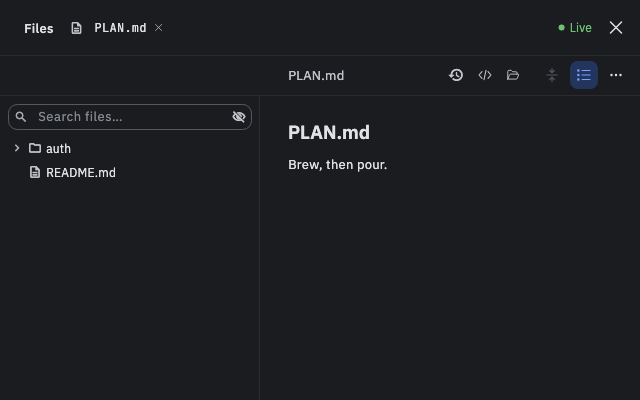 Files PLAN.md Live
PLAN.md
Search files...
auth
README.md
PLAN.md
Brew, then pour.